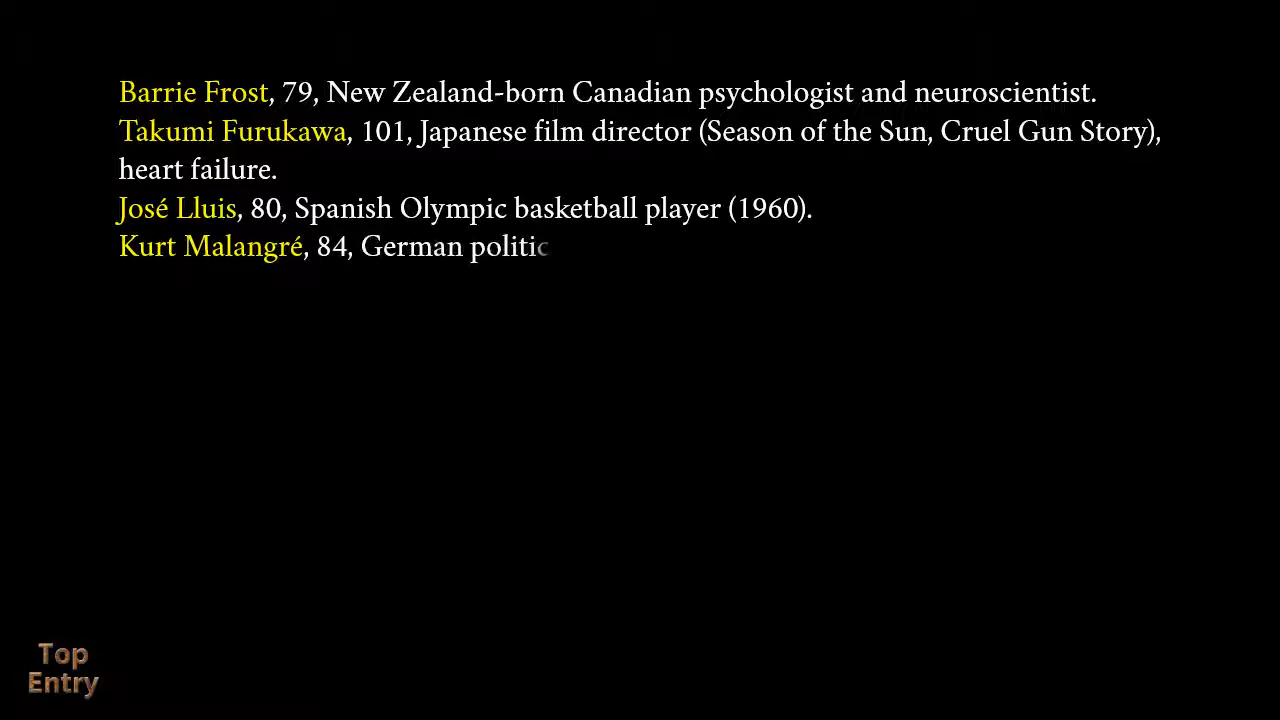 Barrie Frost, 79, New Zealand-born Canadian psychologist and neuroscientist.
Takumi Furukawa, 101, Japanese film director (Season of the Sun, Cruel Gun Story),
heart failure.
José Lluis, 80, Spanish Olympic basketball player (1960).
Kurt Malangré, 84, German politic
Top
Entry